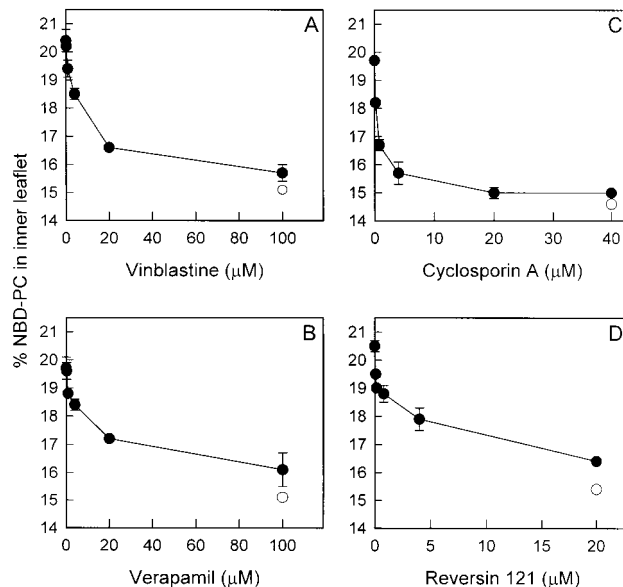 % NBD-PC in inner leaflet
A
21
20
19
18
17
16
15
14
0 20 40 60 80 100
Vinblastine (μM)
C
21
20
19
18
17
16
15
14
0 10 20 30 40
Cyclosporin A (μM)
B
21
20
19
18
17
16
15
14
0 20 40 60 80 100
Verapamil (μM)
D
21
20
19
18
17
16
15
14
0 5 10 15 20
Reversin 121 (μM)